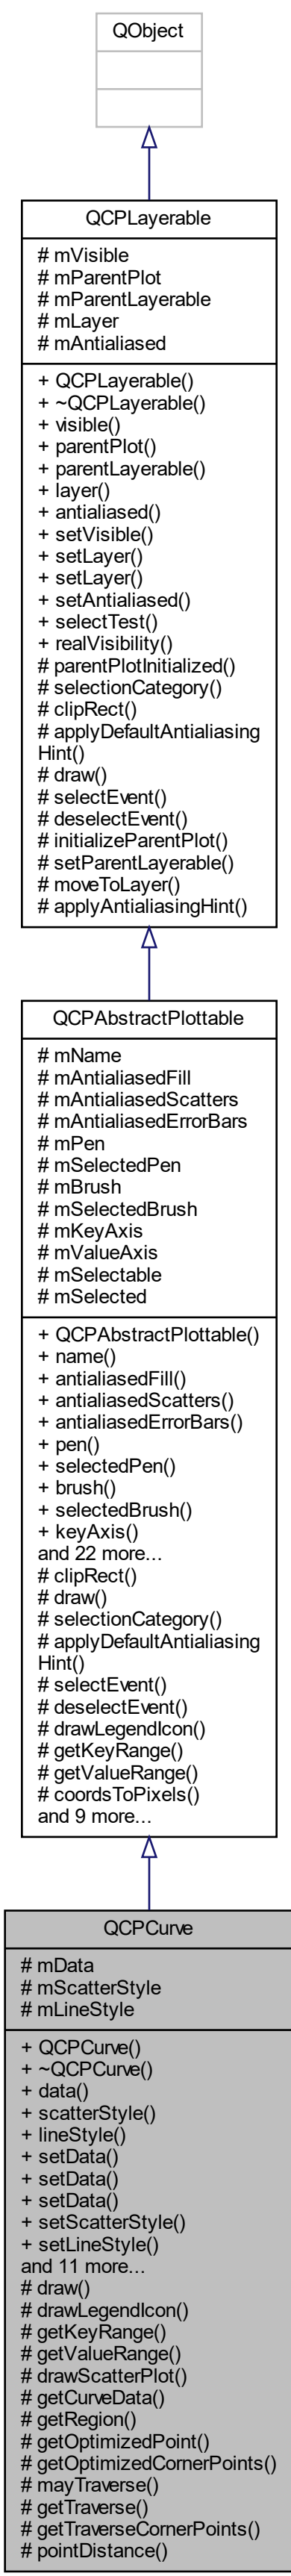 QObject
QCPLayerable
# mVisible
# mParentPlot
# mParentLayerable
# mLayer
# mAntialiased
+ QCPLayerable()
+ ~QCPLayerable()
+ visible()
+ parentPlot()
+ parentLayerable()
+ layer()
+ antialiased()
+ setVisible()
+ setLayer()
+ setLayer()
+ setAntialiased()
+ selectTest()
+ realVisibility()
# parentPlotInitialized()
# selectionCategory()
# clipRect()
# applyDefaultAntialiasing
Hint()
# draw()
# selectEvent()
# deselectEvent()
# initializeParentPlot()
# setParentLayerable()
# moveToLayer()
# applyAntialiasingHint()
QCPAbstractPlottable
# mName
# mAntialiasedFill
# mAntialiasedScatters
# mAntialiasedErrorBars
# mPen
# mSelectedPen
# mBrush
# mSelectedBrush
# mKeyAxis
# mValueAxis
# mSelectable
# mSelected
+ QCPAbstractPlottable()
+ name()
+ antialiasedFill()
+ antialiasedScatters()
+ antialiasedErrorBars()
+ pen()
+ selectedPen()
+ brush()
+ selectedBrush()
+ keyAxis()
and 22 more...
# clipRect()
# draw()
# selectionCategory()
# applyDefaultAntialiasing
Hint()
# selectEvent()
# deselectEvent()
# drawLegendIcon()
# getKeyRange()
# getValueRange()
# coordsToPixels()
and 9 more...
QCPCurve
# mData
# mScatterStyle
# mLineStyle
+ QCPCurve()
+ ~QCPCurve()
+ data()
+ scatterStyle()
+ lineStyle()
+ setData()
+ setData()
+ setData()
+ setScatterStyle()
+ setLineStyle()
and 11 more...
# draw()
# drawLegendIcon()
# getKeyRange()
# getValueRange()
# drawScatterPlot()
# getCurveData()
# getRegion()
# getOptimizedPoint()
# getOptimizedCornerPoints()
# mayTraverse()
# getTraverse()
# getTraverseCornerPoints()
# pointDistance()